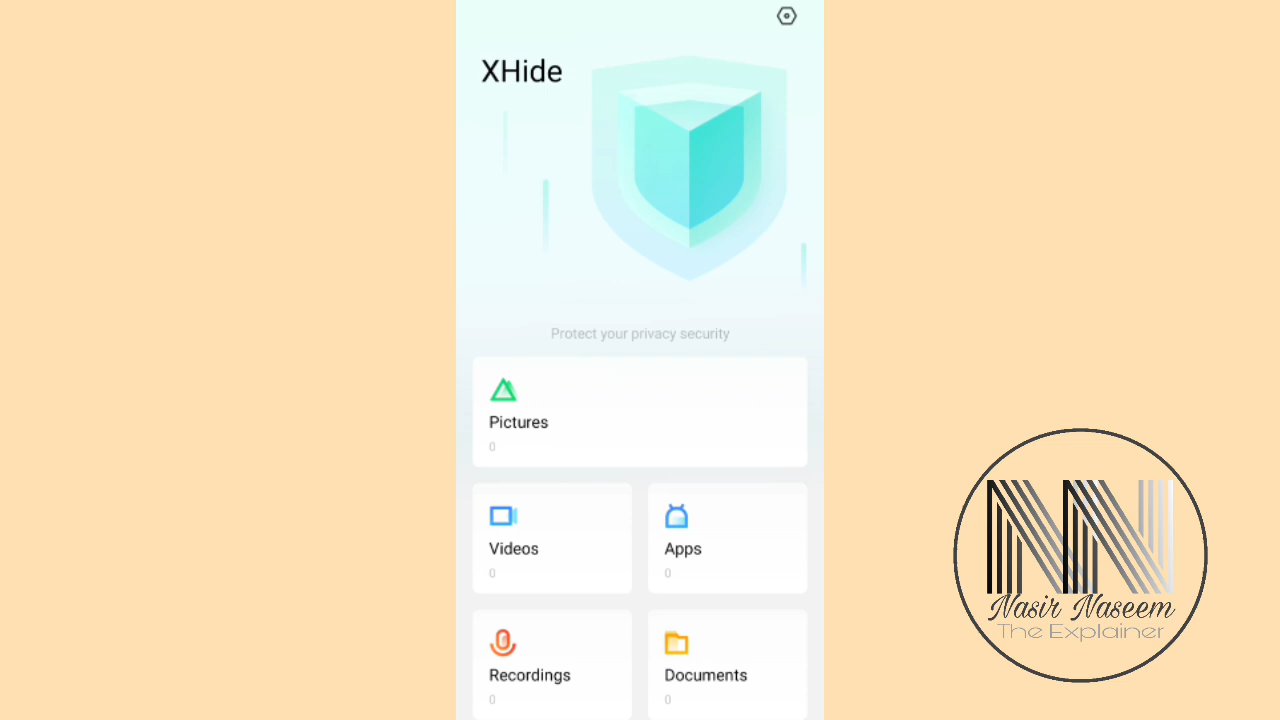 XHide
Protect your privacy security
Pictures
0
Videos
0
Apps
0
Recordings
0
Documents
0
NN
Nasir Naseem
The Explainer